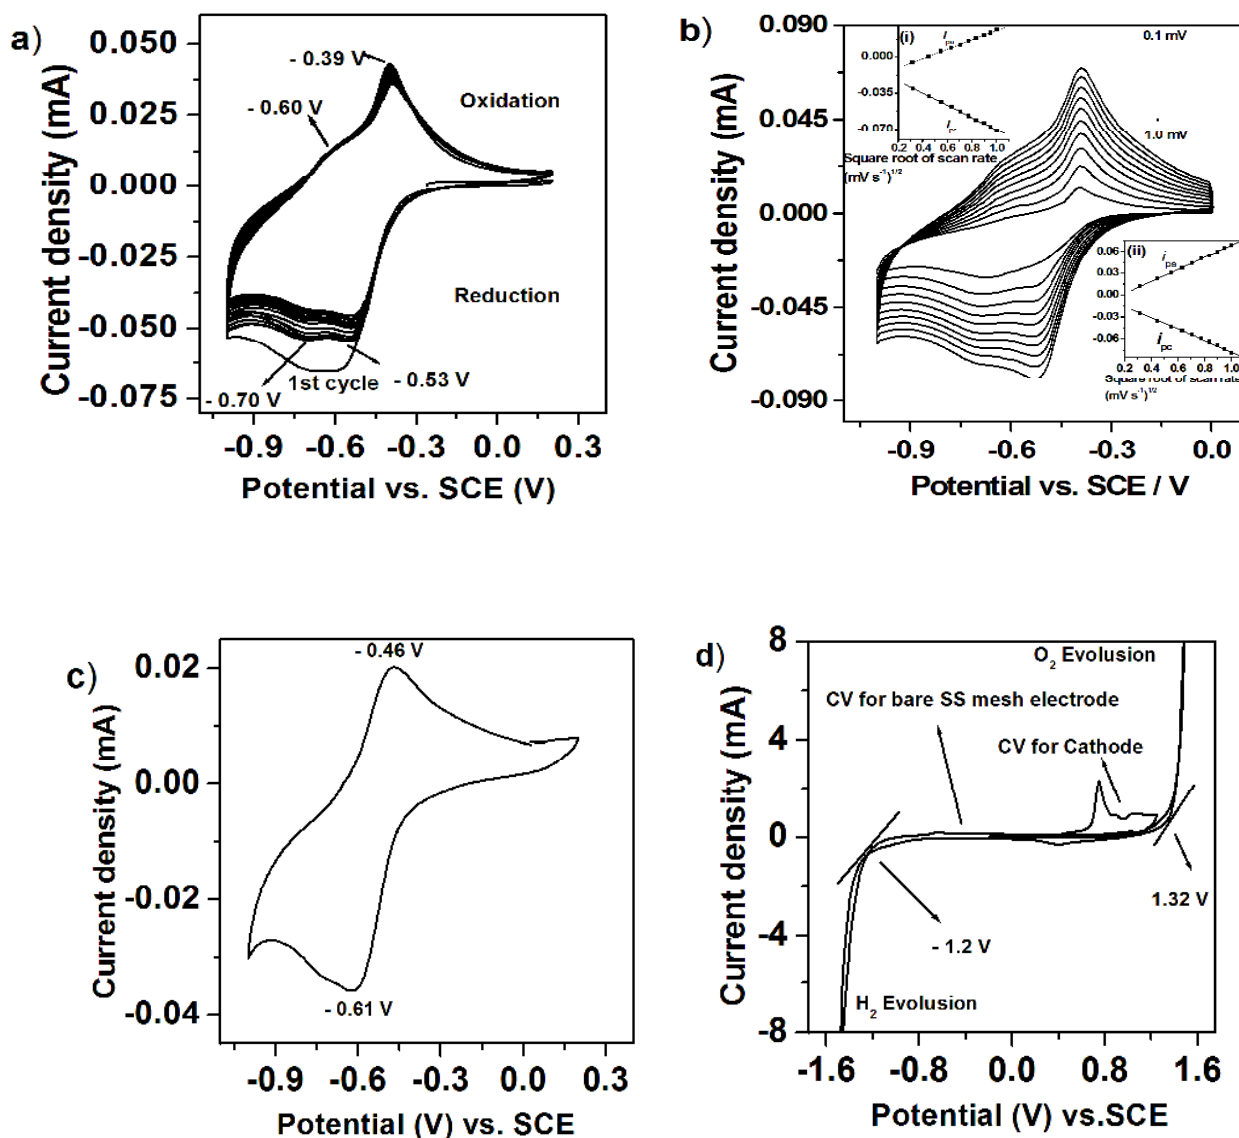 a)
Current density (mA)
0.050
0.025
0.000
-0.025
-0.050
-0.075
- 0.39 V
- 0.60 V
Oxidation
Reduction
1st cycle
- 0.53 V
- 0.70 V
-0.9 -0.6 -0.3 0.0 0.3
Potential vs. SCE (V)
b)
Current density (mA)
0.090
0.045
0.000
-0.045
-0.090
0.1 mV
1.0 mV
(i)
0.000
-0.035
-0.070
ipa
0.2 0.4 0.6 0.8 1.0
Square root of scan rate
(mV s-1)1/2
(ii)
0.06
0.03
0.00
-0.03
-0.06
ipa
ipc
0.2 0.4 0.6 0.8 1.0
Square root of scan rate
(mV s-1)1/2
-0.9 -0.6 -0.3 0.0
Potential vs. SCE / V
c)
Current density (mA)
0.02
0.00
-0.02
-0.04
- 0.46 V
- 0.61 V
-0.9 -0.6 -0.3 0.0 0.3
Potential (V) vs. SCE
d)
Current density (mA)
8
4
0
-4
-8
O2 Evolusion
CV for bare SS mesh electrode
CV for Cathode
1.32 V
- 1.2 V
H2 Evolusion
-1.6 -0.8 0.0 0.8 1.6
Potential (V) vs.SCE